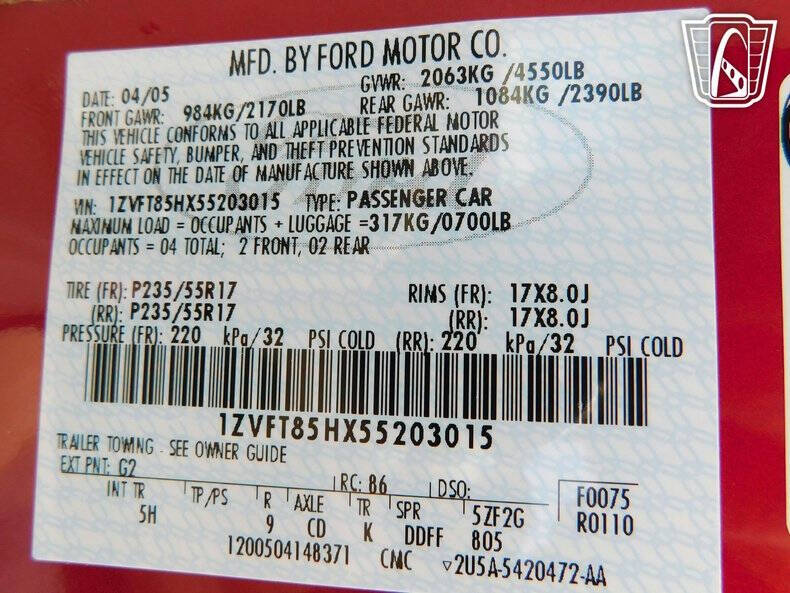 MFD. BY FORD MOTOR CO.
DATE: 04/05 GVWR: 2063KG /4550LB
FRONT GAWR: 984KG/2170LB REAR GAWR: 1084KG /2390LB
THIS VEHICLE CONFORMS TO ALL APPLICABLE FEDERAL MOTOR
VEHICLE SAFETY, BUMPER, AND THEFT PREVENTION STANDARDS
IN EFFECT ON THE DATE OF MANUFACTURE SHOWN ABOVE.
VIN: 1ZVFT85HX55203015 TYPE: PASSENGER CAR
MAXIMUM LOAD = OCCUPANTS + LUGGAGE =317KG/0700LB
OCCUPANTS = 04 TOTAL; 2 FRONT, 02 REAR
TIRE (FR): P235/55R17 RIMS (FR): 17X8.0J
(RR): P235/55R17 (RR): 17X8.0J
PRESSURE (FR): 220 kPa/32 PSI COLD (RR): 220 kPa/32 PSI COLD
1ZVFT85HX55203015
TRAILER TOWING - SEE OWNER GUIDE
EXT PNT: G2 RC: 86 DSO: F0075
INT TR TP/PS R AXLE TR SPR 5ZF2G R0110
5H 9 CD K DDFF 805
1200504148371 CMC ▽2U5A-5420472-AA